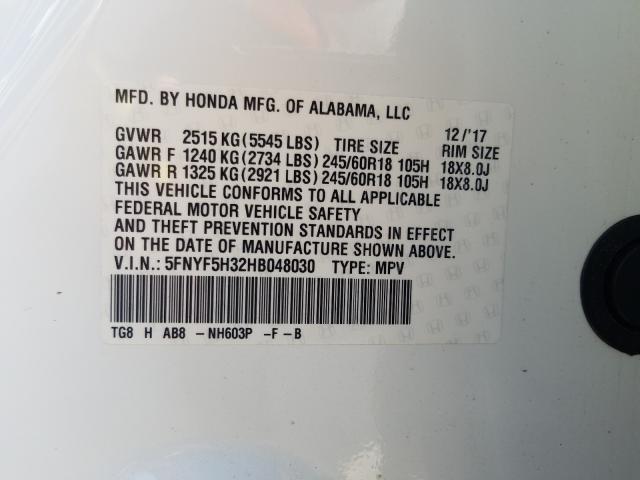 MFD. BY HONDA MFG. OF ALABAMA, LLC
GVWR 2515 KG(5545 LBS) TIRE SIZE 12/'17 RIM SIZE
GAWR F 1240 KG(2734 LBS) 245/60R18 105H 18X8.0J
GAWR R 1325 KG(2921 LBS) 245/60R18 105H 18X8.0J
THIS VEHICLE CONFORMS TO ALL APPLICABLE
FEDERAL MOTOR VEHICLE SAFETY
AND THEFT PREVENTION STANDARDS IN EFFECT
ON THE DATE OF MANUFACTURE SHOWN ABOVE.
V.I.N.: 5FNYF5H32HB048030 TYPE: MPV
TG8 H AB8 -NH603P -F-B